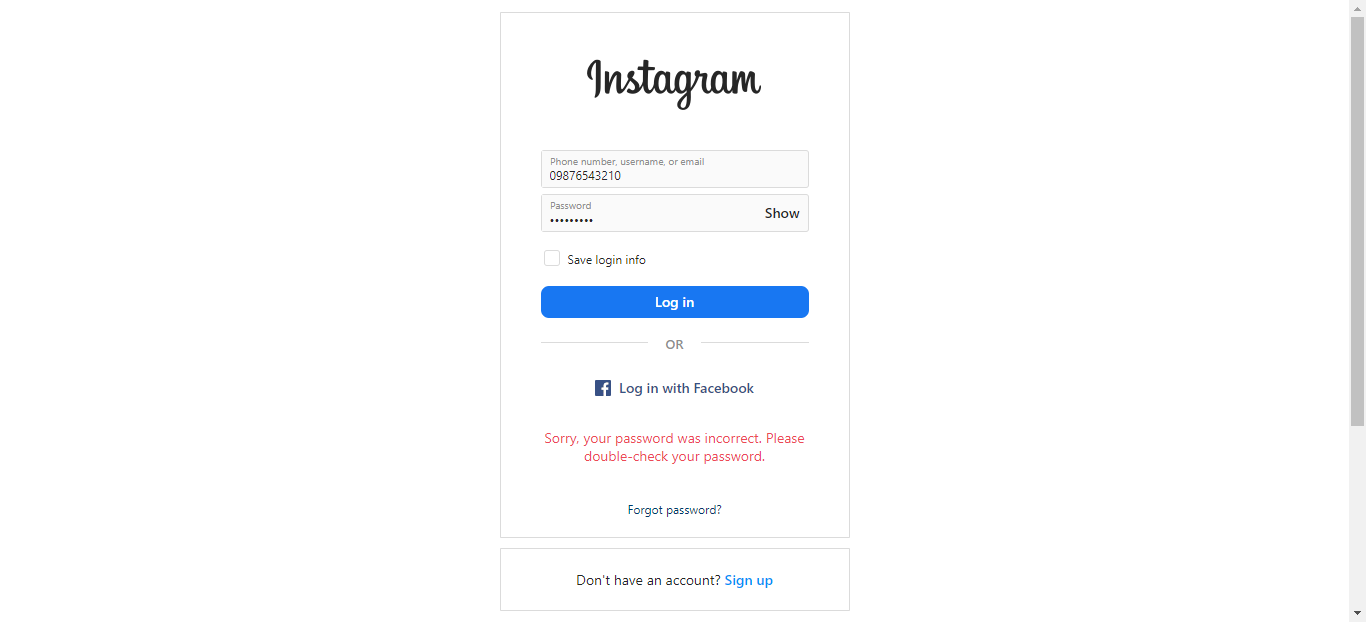 Instagram
Phone number, username, or email
09876543210
Password
•••••••••
Show
Save login info
Log in
OR
Log in with Facebook
Sorry, your password was incorrect. Please
double-check your password.
Forgot password?
Don't have an account? Sign up